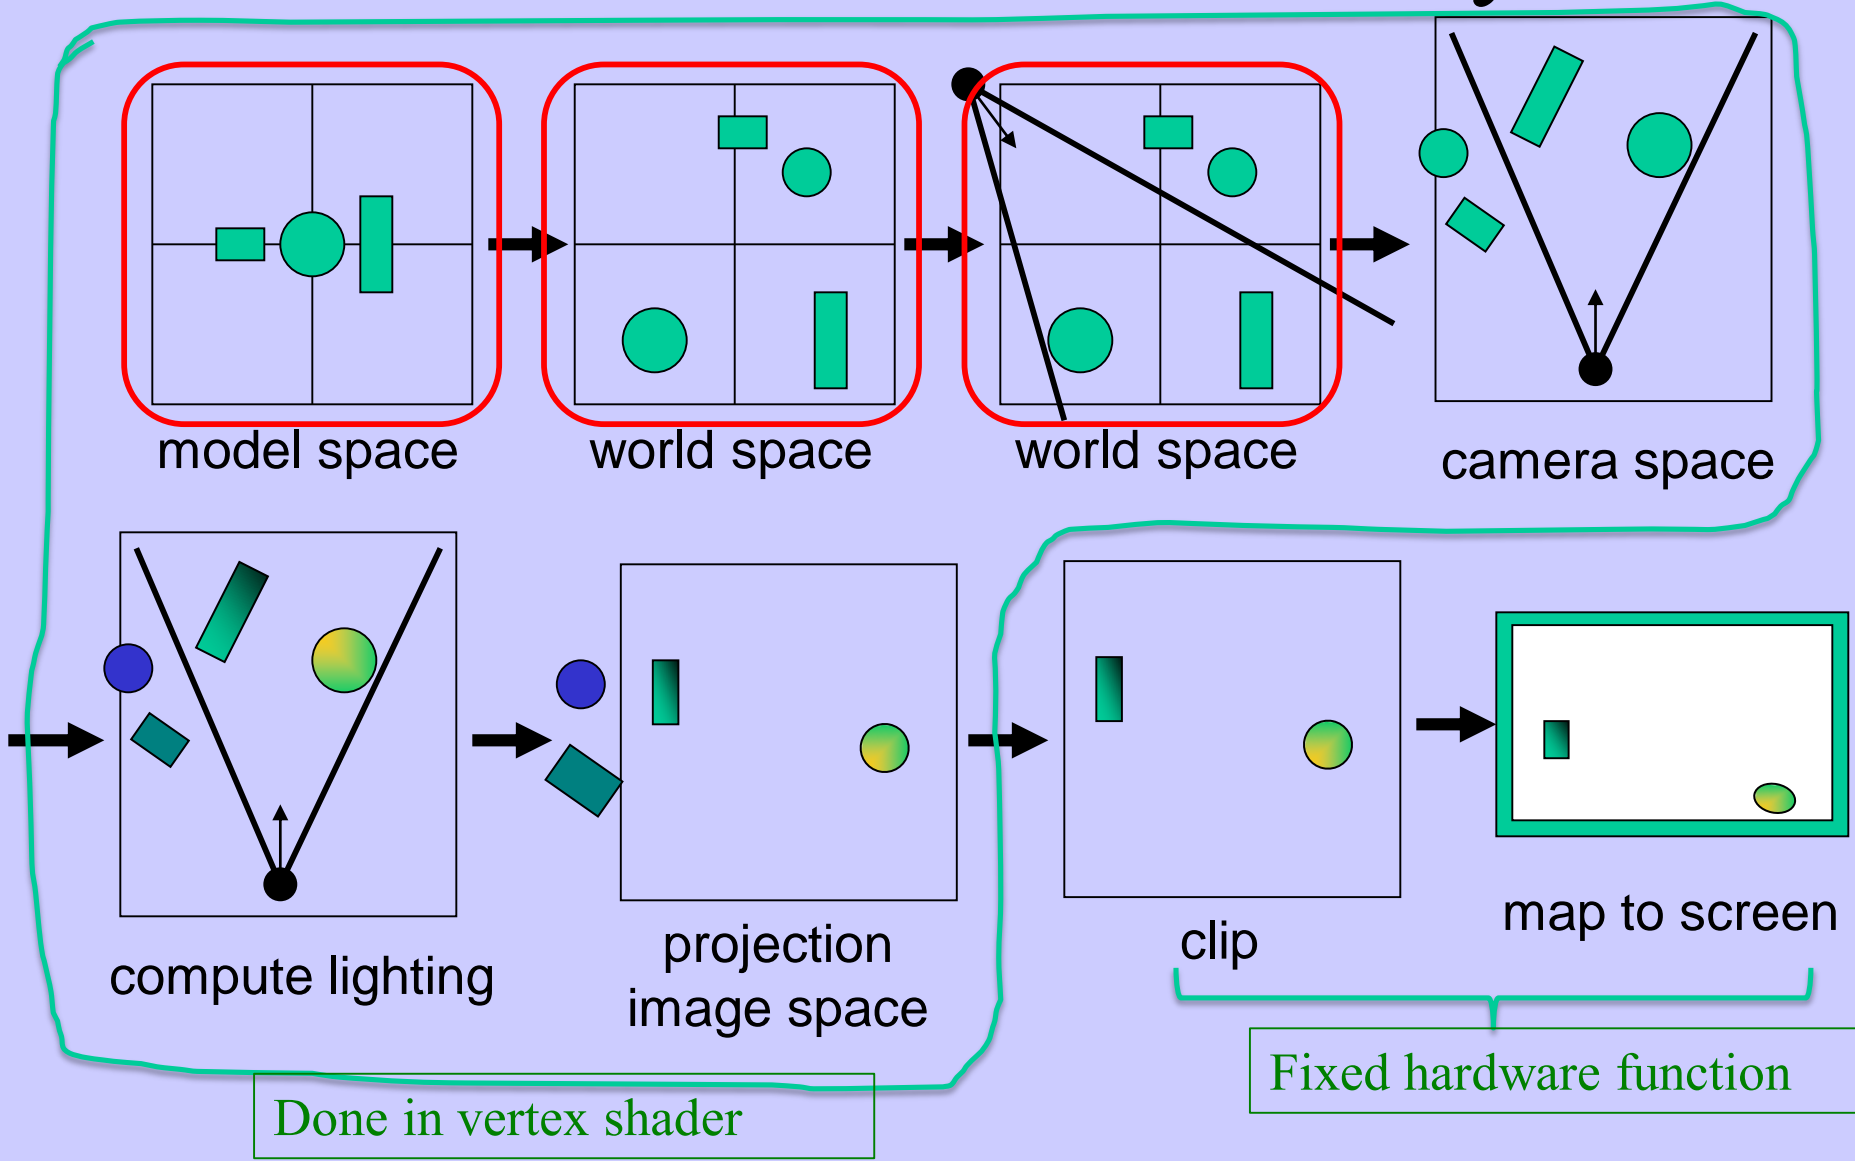 model space
world space
world space
camera space
compute lighting
projection
image space
clip
map to screen
Fixed hardware function
Done in vertex shader